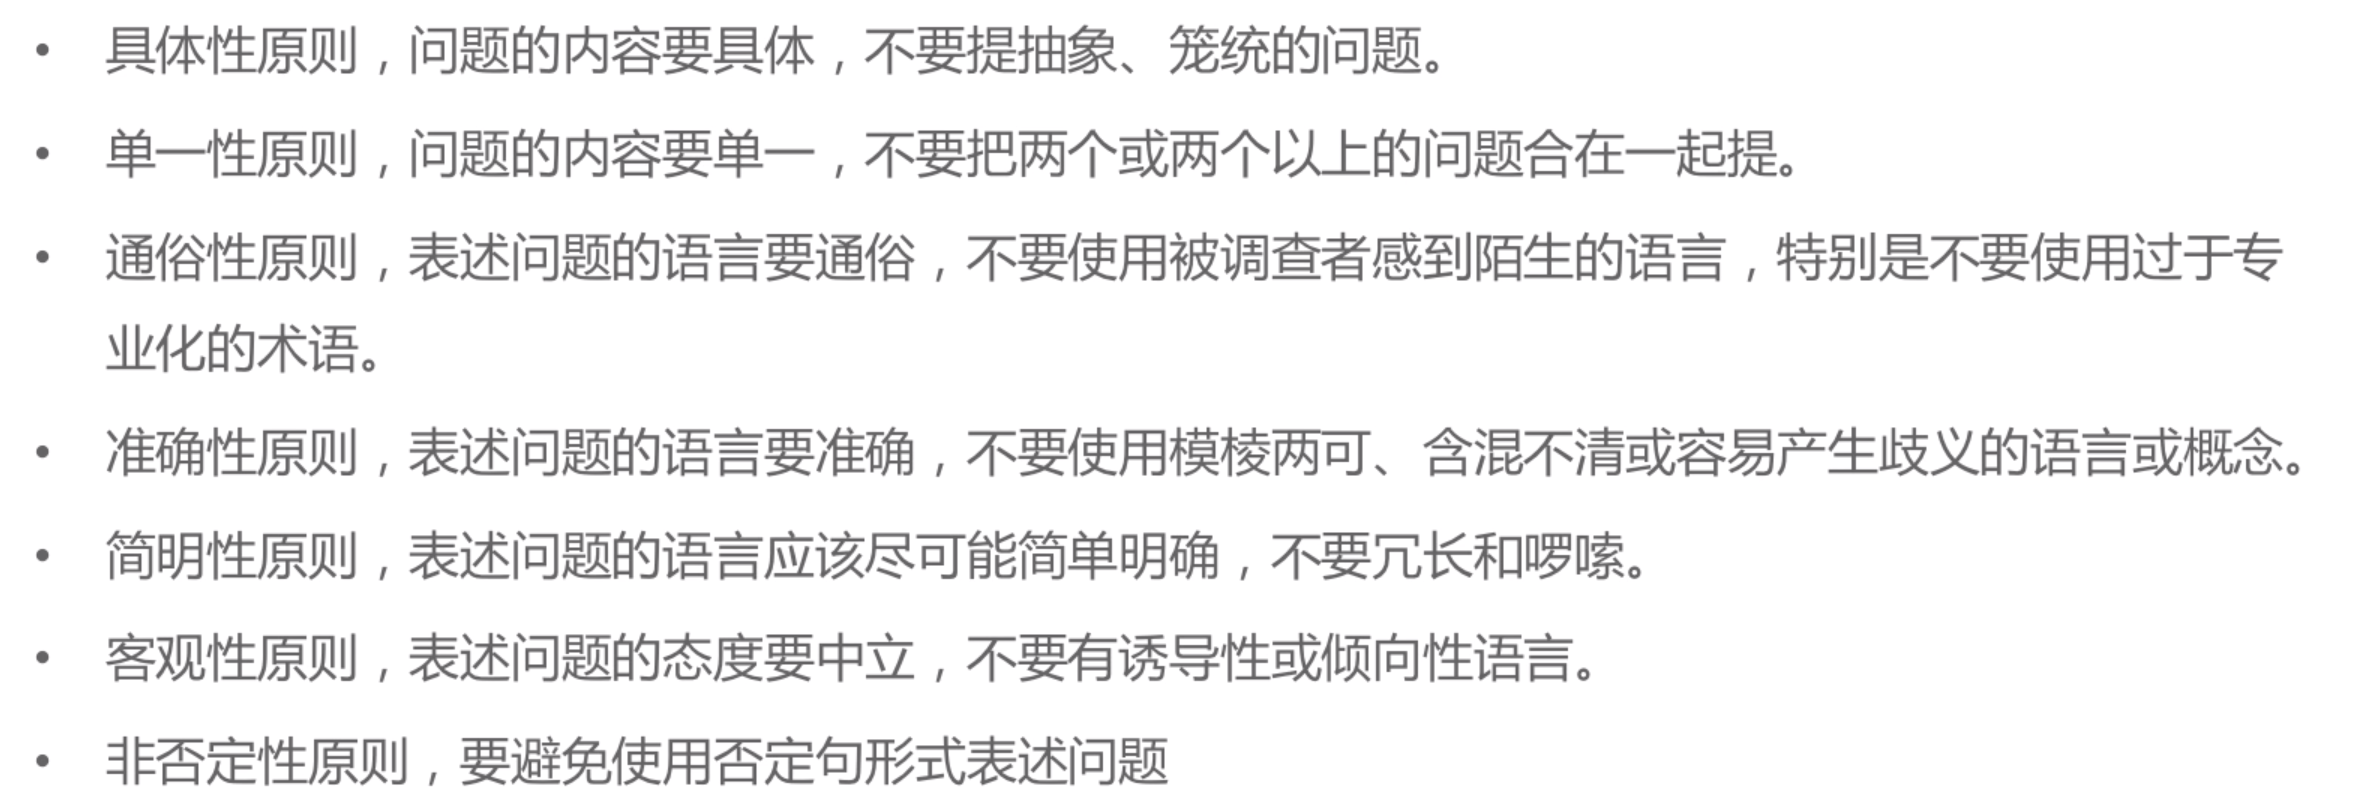 • 具体性原则，问题的内容要具体，不要提抽象、笼统的问题。
• 单一性原则，问题的内容要单一，不要把两个或两个以上的问题合在一起提。
• 通俗性原则，表述问题的语言要通俗，不要使用被调查者感到陌生的语言，特别是不要使用过于专
业化的术语。
• 准确性原则，表述问题的语言要准确，不要使用模棱两可、含混不清或容易产生歧义的语言或概念。
• 简明性原则，表述问题的语言应该尽可能简单明确，不要冗长和啰嗦。
• 客观性原则，表述问题的态度要中立，不要有诱导性或倾向性语言。
• 非否定性原则，要避免使用否定句形式表述问题